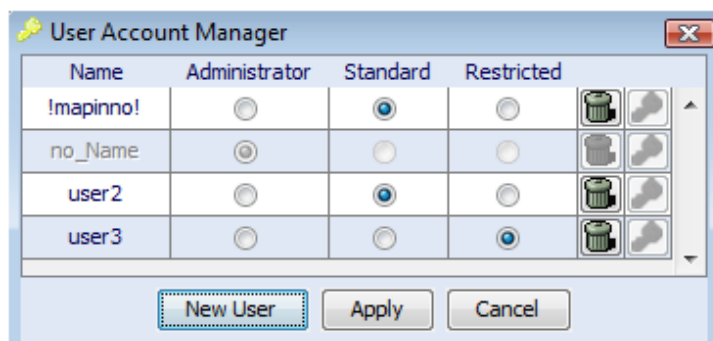 User Account Manager
Name Administrator Standard Restricted
!mapinno!
no_Name
user2
user3
New User Apply Cancel